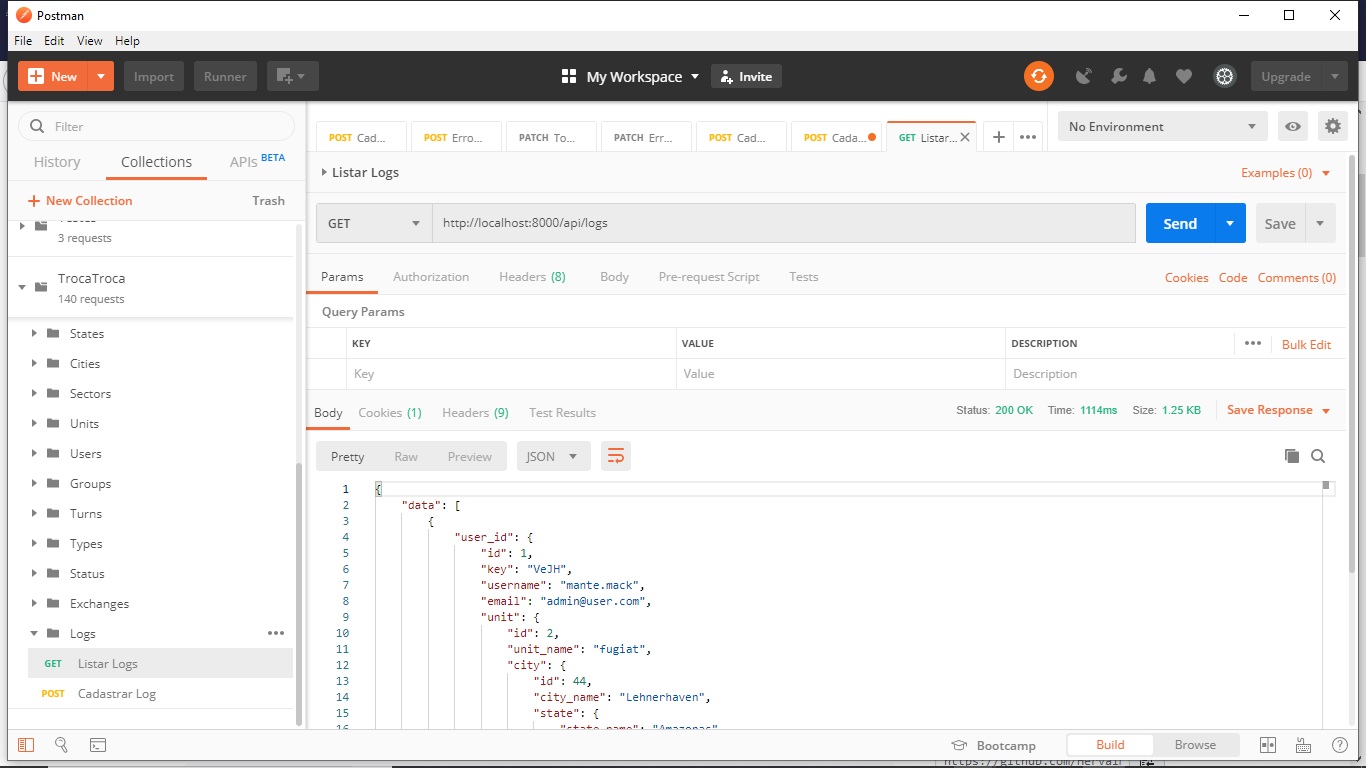 Postman
File Edit View Help
New Import Runner My Workspace Invite Upgrade
Filter
History Collections APIs BETA
New Collection Trash
3 requests
TrocaTroca
140 requests
States
Cities
Sectors
Units
Users
Groups
Turns
Types
Status
Exchanges
Logs
GET Listar Logs
POST Cadastrar Log
POST Cad... POST Erro... PATCH To... PATCH Err... POST Cad... POST Cada... GET Listar...
No Environment
Listar Logs Examples (0)
GET http://localhost:8000/api/logs Send Save
Params Authorization Headers (8) Body Pre-request Script Tests Cookies Code Comments (0)
Query Params
KEY VALUE DESCRIPTION Bulk Edit
Key Value Description
Body Cookies (1) Headers (9) Test Results Status: 200 OK Time: 1114ms Size: 1.25 KB Save Response
Pretty Raw Preview JSON
1 {
2 "data": [
3 {
4 "user_id": {
5 "id": 1,
6 "key": "VeJH",
7 "username": "mante.mack",
8 "email": "admin@user.com",
9 "unit": {
10 "id": 2,
11 "unit_name": "fugiat",
12 "city": {
13 "id": 44,
14 "city_name": "Lehnerhaven",
15 "state": {
16 "state_name": "Amazonas"
Bootcamp Build Browse